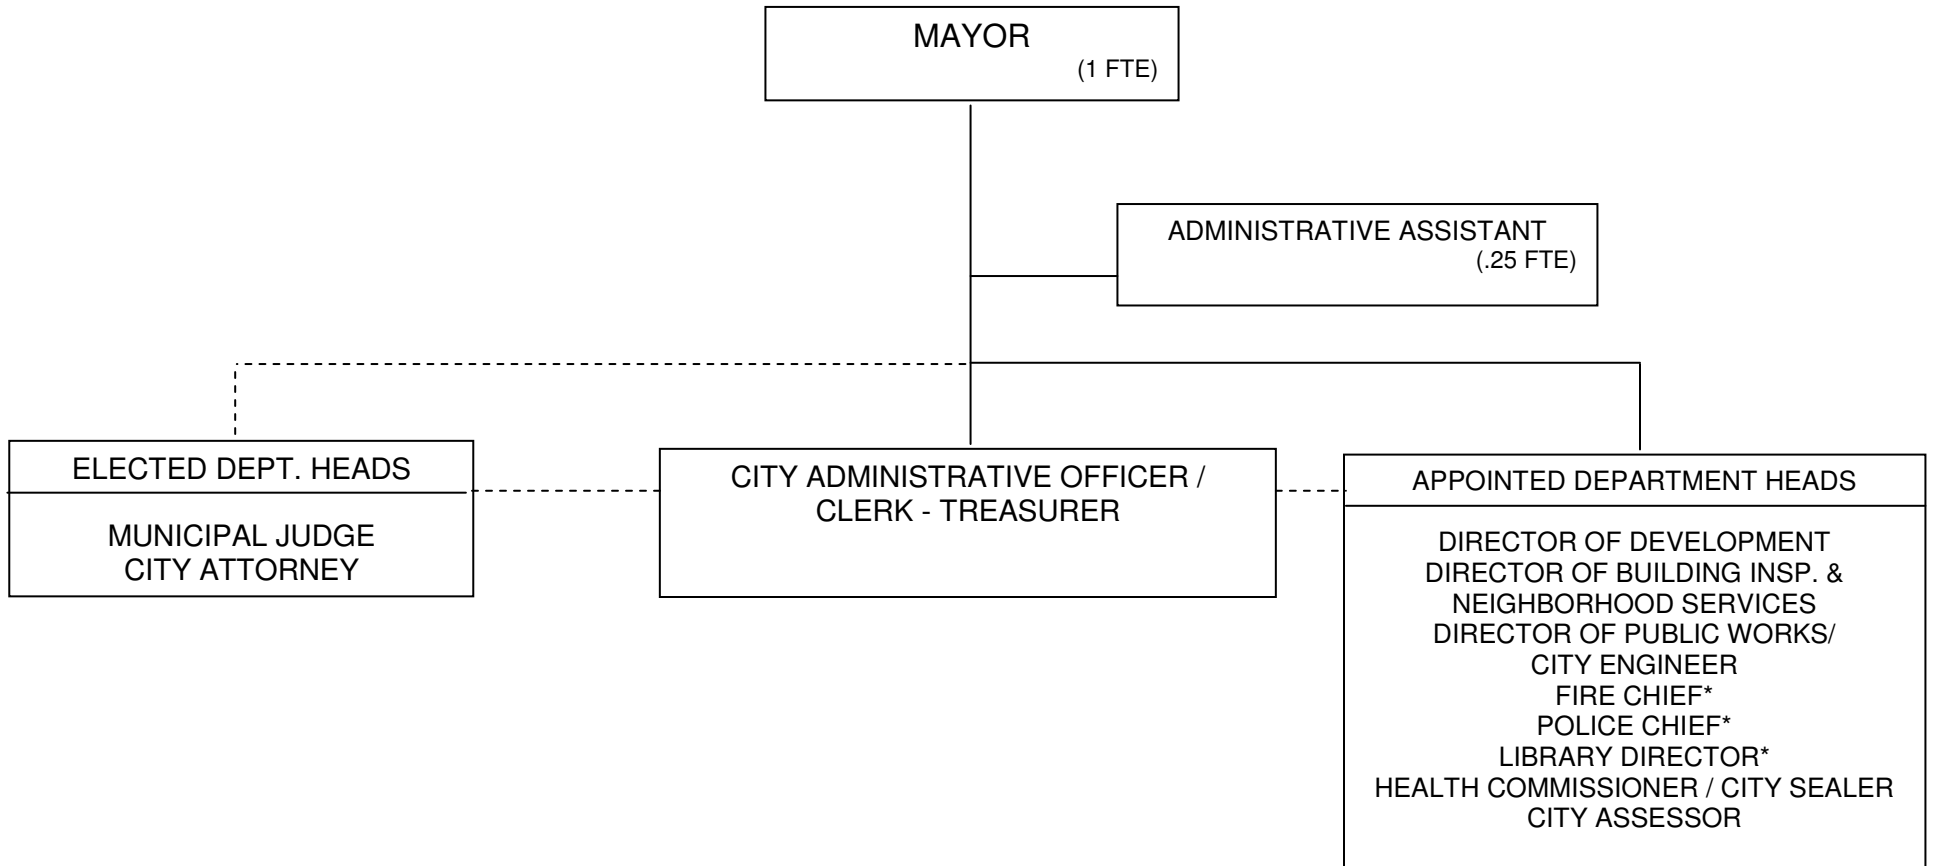 MAYOR
(1 FTE)
ADMINISTRATIVE ASSISTANT
(.25 FTE)
ELECTED DEPT. HEADS
MUNICIPAL JUDGE
CITY ATTORNEY
CITY ADMINISTRATIVE OFFICER /
CLERK - TREASURER
APPOINTED DEPARTMENT HEADS
DIRECTOR OF DEVELOPMENT
DIRECTOR OF BUILDING INSP. &
NEIGHBORHOOD SERVICES
DIRECTOR OF PUBLIC WORKS/
CITY ENGINEER
FIRE CHIEF*
POLICE CHIEF*
LIBRARY DIRECTOR*
HEALTH COMMISSIONER / CITY SEALER
CITY ASSESSOR